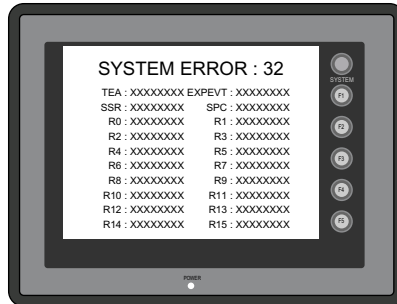 SYSTEM ERROR : 32
TEA : XXXXXXXX EXPEVT : XXXXXXXX
SSR : XXXXXXXX SPC : XXXXXXXX
R0 : XXXXXXXX R1 : XXXXXXXX
R2 : XXXXXXXX R3 : XXXXXXXX
R4 : XXXXXXXX R5 : XXXXXXXX
R6 : XXXXXXXX R7 : XXXXXXXX
R8 : XXXXXXXX R9 : XXXXXXXX
R10 : XXXXXXXX R11 : XXXXXXXX
R12 : XXXXXXXX R13 : XXXXXXXX
R14 : XXXXXXXX R15 : XXXXXXXX
SYSTEM
F1
F2
F3
F4
F5
POWER